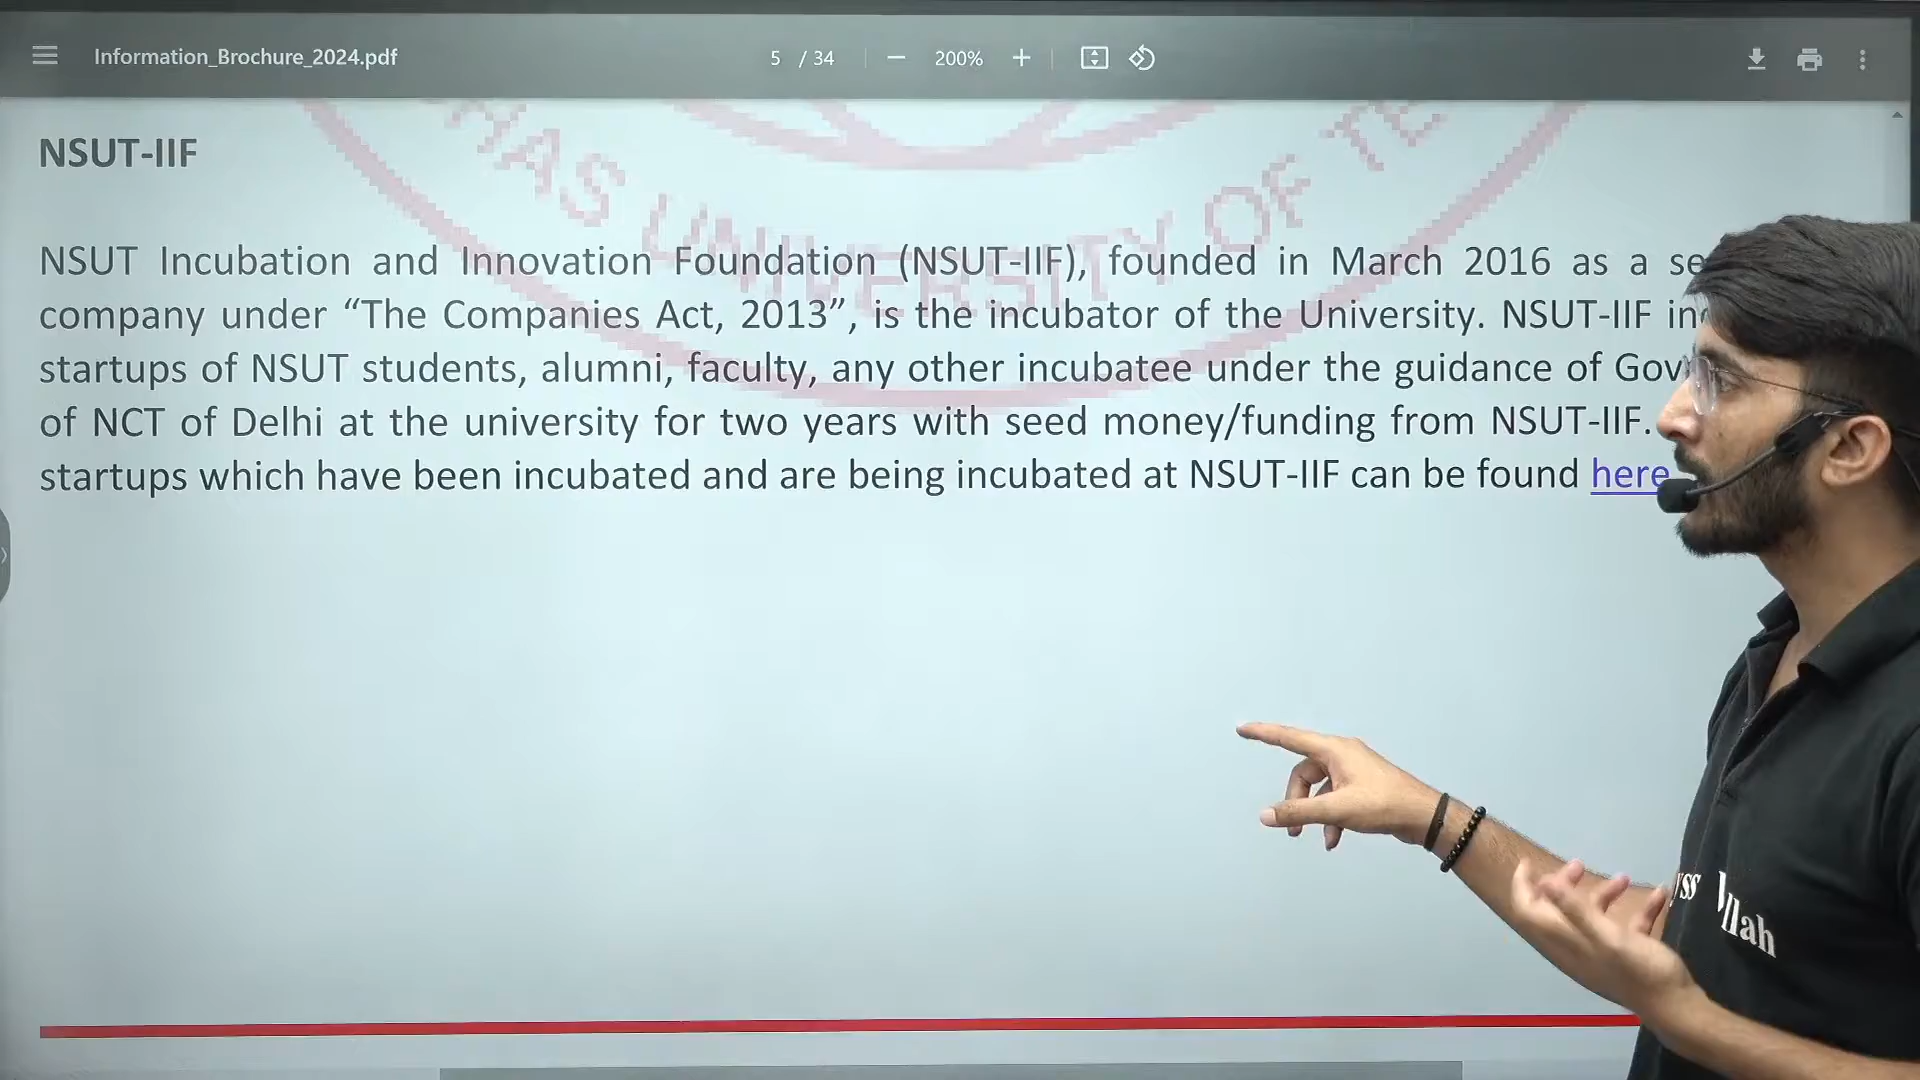 Information_Brochure_2024.pdf
5 / 34
200%
HAS UNIVERSITY OF TE
NSUT-IIF
NSUT Incubation and Innovation Foundation (NSUT-IIF), founded in March 2016 as a
company under “The Companies Act, 2013”, is the incubator of the University. NSUT-IIF
startups of NSUT students, alumni, faculty, any other incubatee under the guidance of
of NCT of Delhi at the university for two years with seed money/funding from NSUT-IIF.
startups which have been incubated and are being incubated at NSUT-IIF can be found here